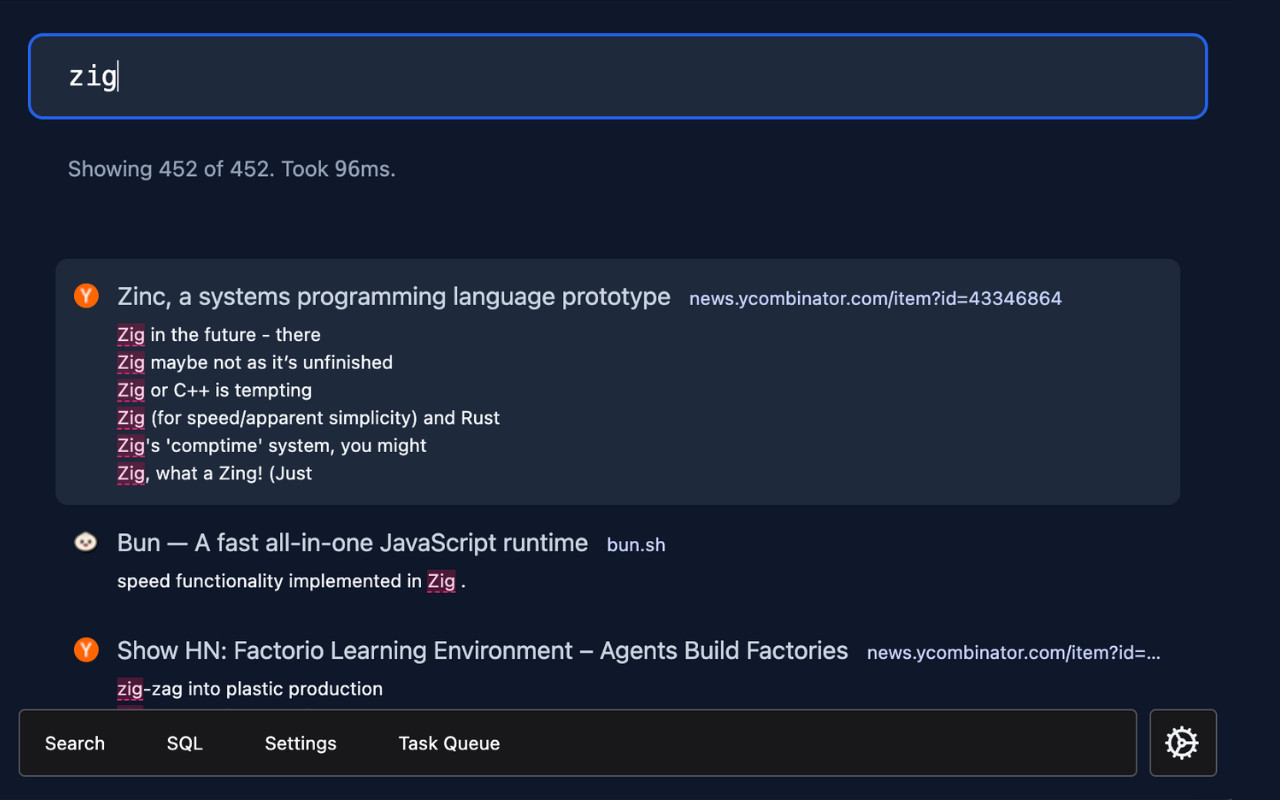 zig
Showing 452 of 452. Took 96ms.
Y Zinc, a systems programming language prototype news.ycombinator.com/item?id=43346864
Zig in the future - there
Zig maybe not as it’s unfinished
Zig or C++ is tempting
Zig (for speed/apparent simplicity) and Rust
Zig's 'comptime' system, you might
Zig, what a Zing! (Just
Bun — A fast all-in-one JavaScript runtime bun.sh
speed functionality implemented in Zig .
Y Show HN: Factorio Learning Environment – Agents Build Factories news.ycombinator.com/item?id=...
zig-zag into plastic production
Search SQL Settings Task Queue